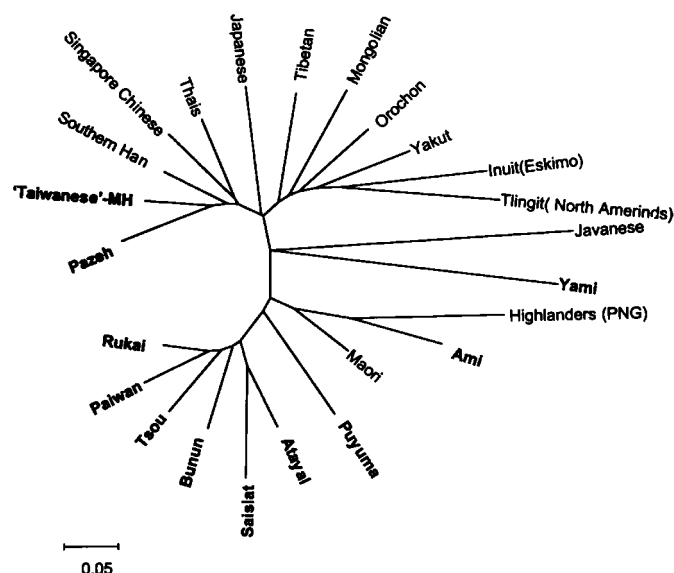 Japanese
Tibetan
Mongolian
Singapore Chinese
Thais
Orochon
Southern Han
Yakut
Inuit(Eskimo)
'Taiwanese'-MH
Tlingit( North Amerinds)
Javanese
Pazeh
Yami
Highlanders (PNG)
Rukai
Ami
Maori
Paiwan
Tsou
Puyuma
Bunun
Atayal
Saisiat
0.05